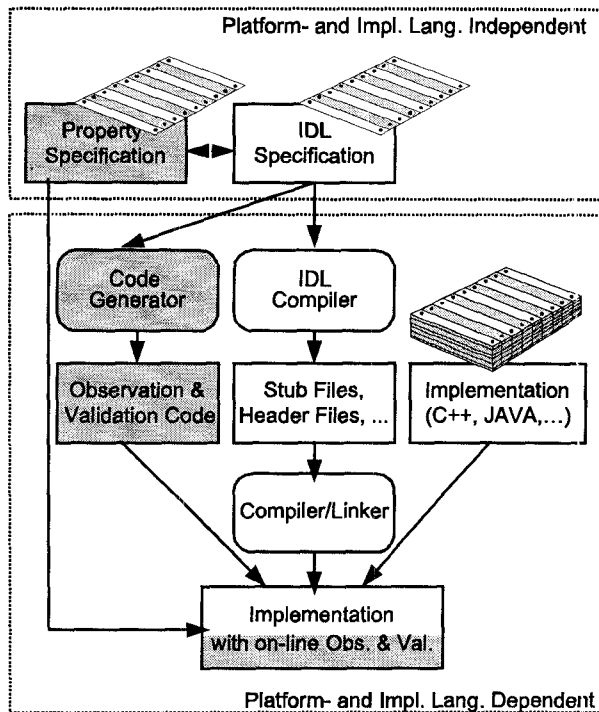 Platform- and Impl. Lang. Independent
Property
Specification
IDL
Specification
Code
Generator
IDL
Compiler
Observation &
Validation Code
Stub Files,
Header Files, ...
Implementation
(C++, JAVA,...)
Compiler/Linker
Implementation
with on-line Obs. & Val.
Platform- and Impl. Lang. Dependent